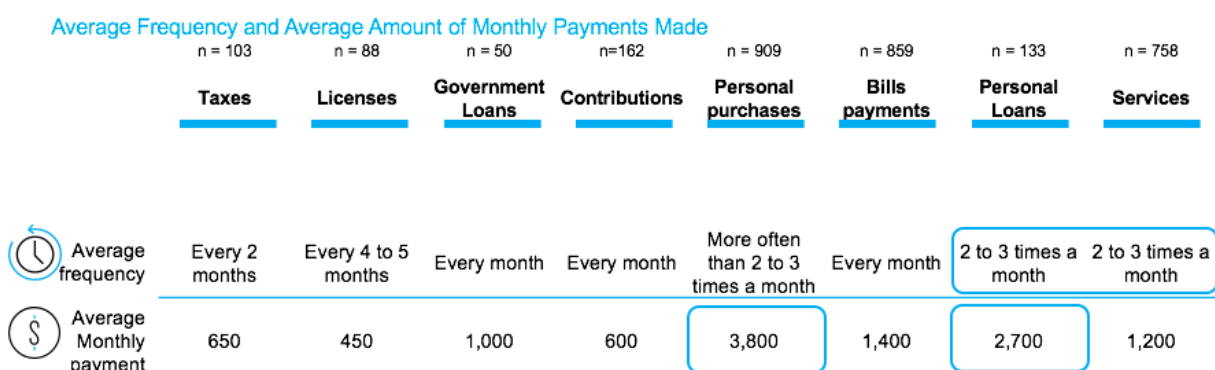 Average Frequency and Average Amount of Monthly Payments Made
n = 103 n = 88 n = 50 n=162 n = 909 n = 859 n = 133 n = 758
Taxes Licenses Government Loans Contributions Personal purchases Bills payments Personal Loans Services
Average frequency Every 2 months Every 4 to 5 months Every month Every month More often than 2 to 3 times a month Every month 2 to 3 times a month 2 to 3 times a month
$ Average Monthly payment 650 450 1,000 600 3,800 1,400 2,700 1,200